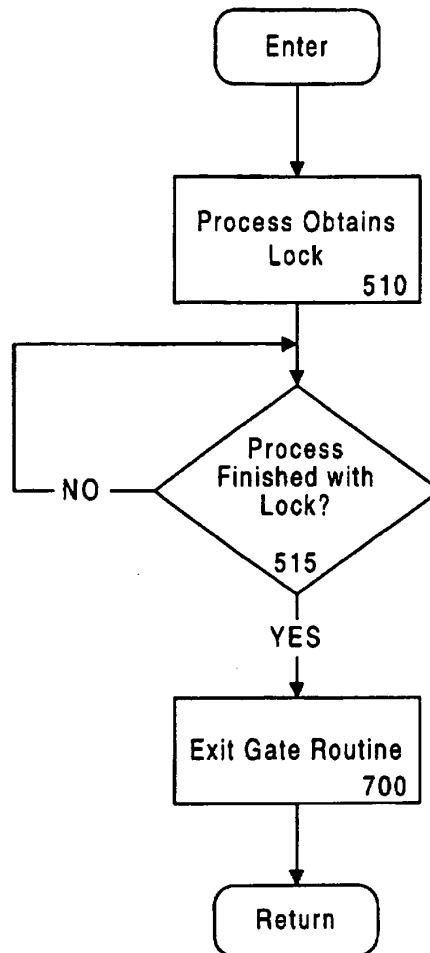 Enter
Process Obtains
Lock
510
Process
Finished with
Lock?
NO
515
YES
Exit Gate Routine
700
Return